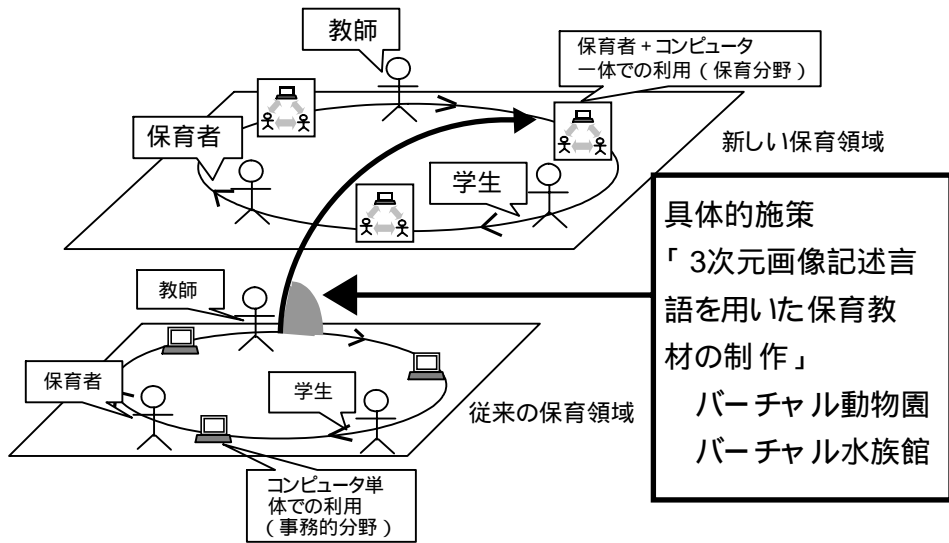 教師
保育者+コンピュータ
一体での利用(保育分野)
保育者
学生
新しい保育領域
具体的施策
「3次元画像記述言
語を用いた保育教
材の制作」
バーチャル動物園
バーチャル水族館
教師
保育者
学生
従来の保育領域
コンピュータ単
体での利用
(事務的分野)